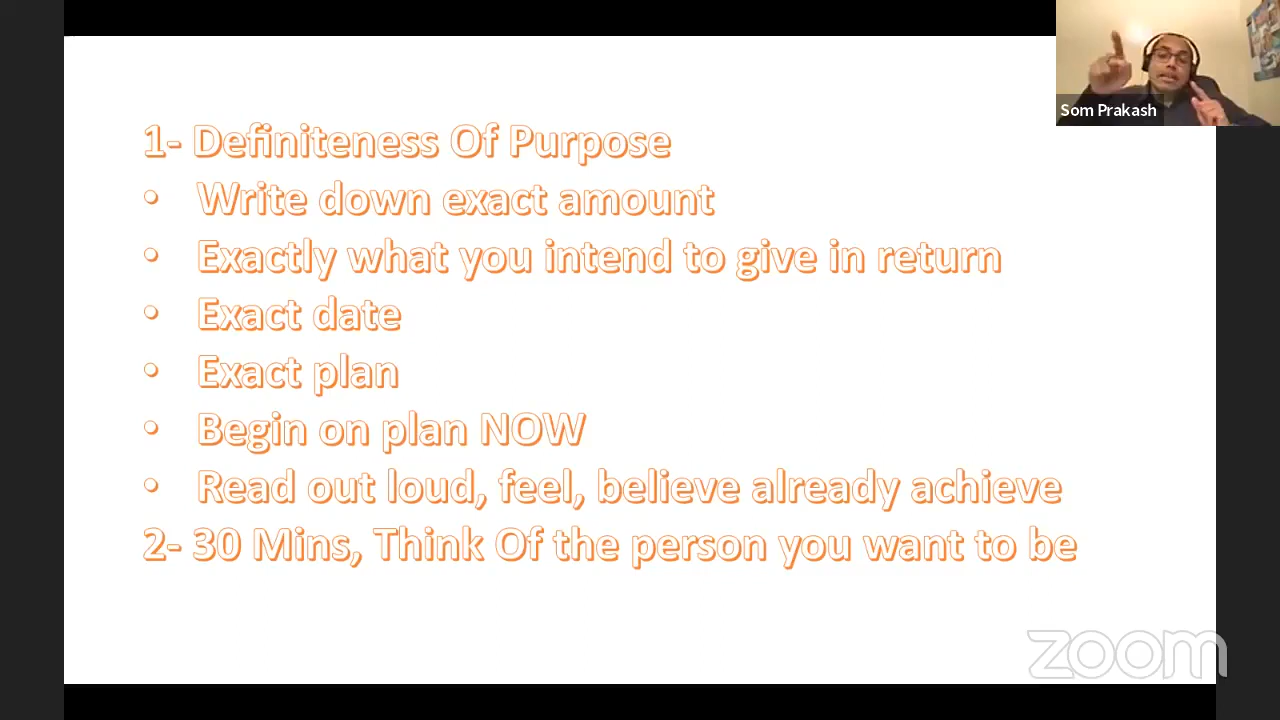 Som Prakash
1- Definiteness Of Purpose
• Write down exact amount
• Exactly what you intend to give in return
• Exact date
• Exact plan
• Begin on plan NOW
• Read out loud, feel, believe already achieve
2- 30 Mins, Think Of the person you want to be
zoom